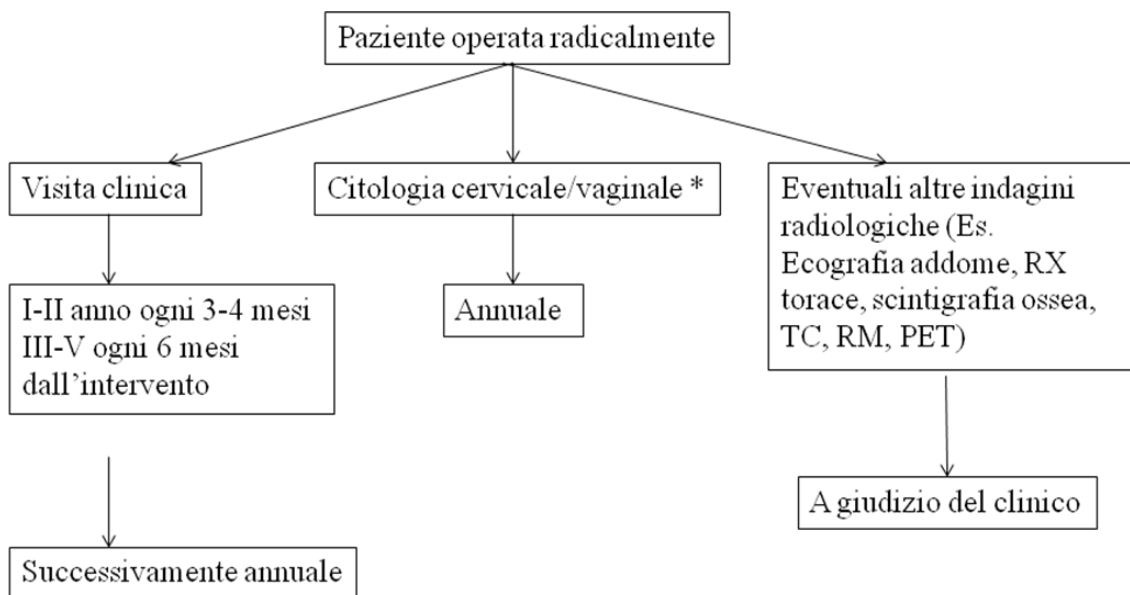 Paziente operata radicalmente
Visita clinica
Citologia cervicale/vaginale *
Eventuali altre indagini
radiologiche (Es.
Ecografia addome, RX
torace, scintigrafia ossea,
TC, RM, PET)
I-II anno ogni 3-4 mesi
III-V ogni 6 mesi
dall’intervento
Annuale
A giudizio del clinico
Successivamente annuale